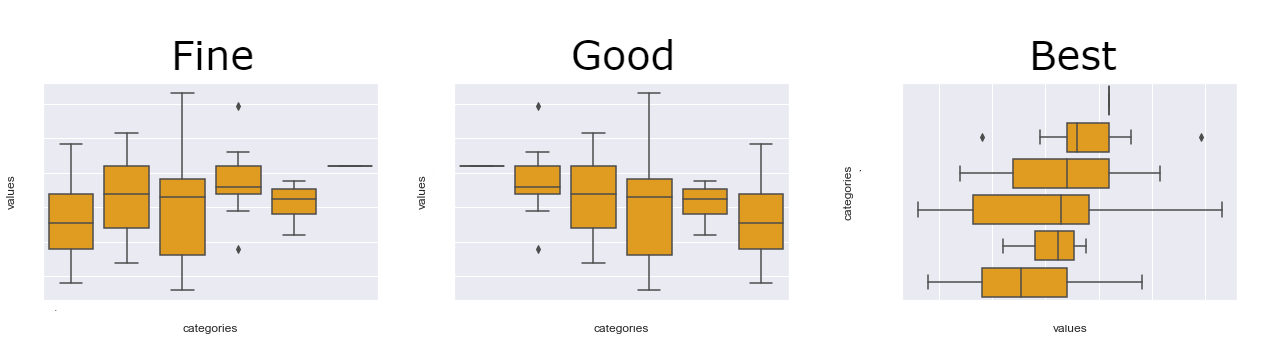 Fine
values
categories
Good
values
categories
Best
categories
values